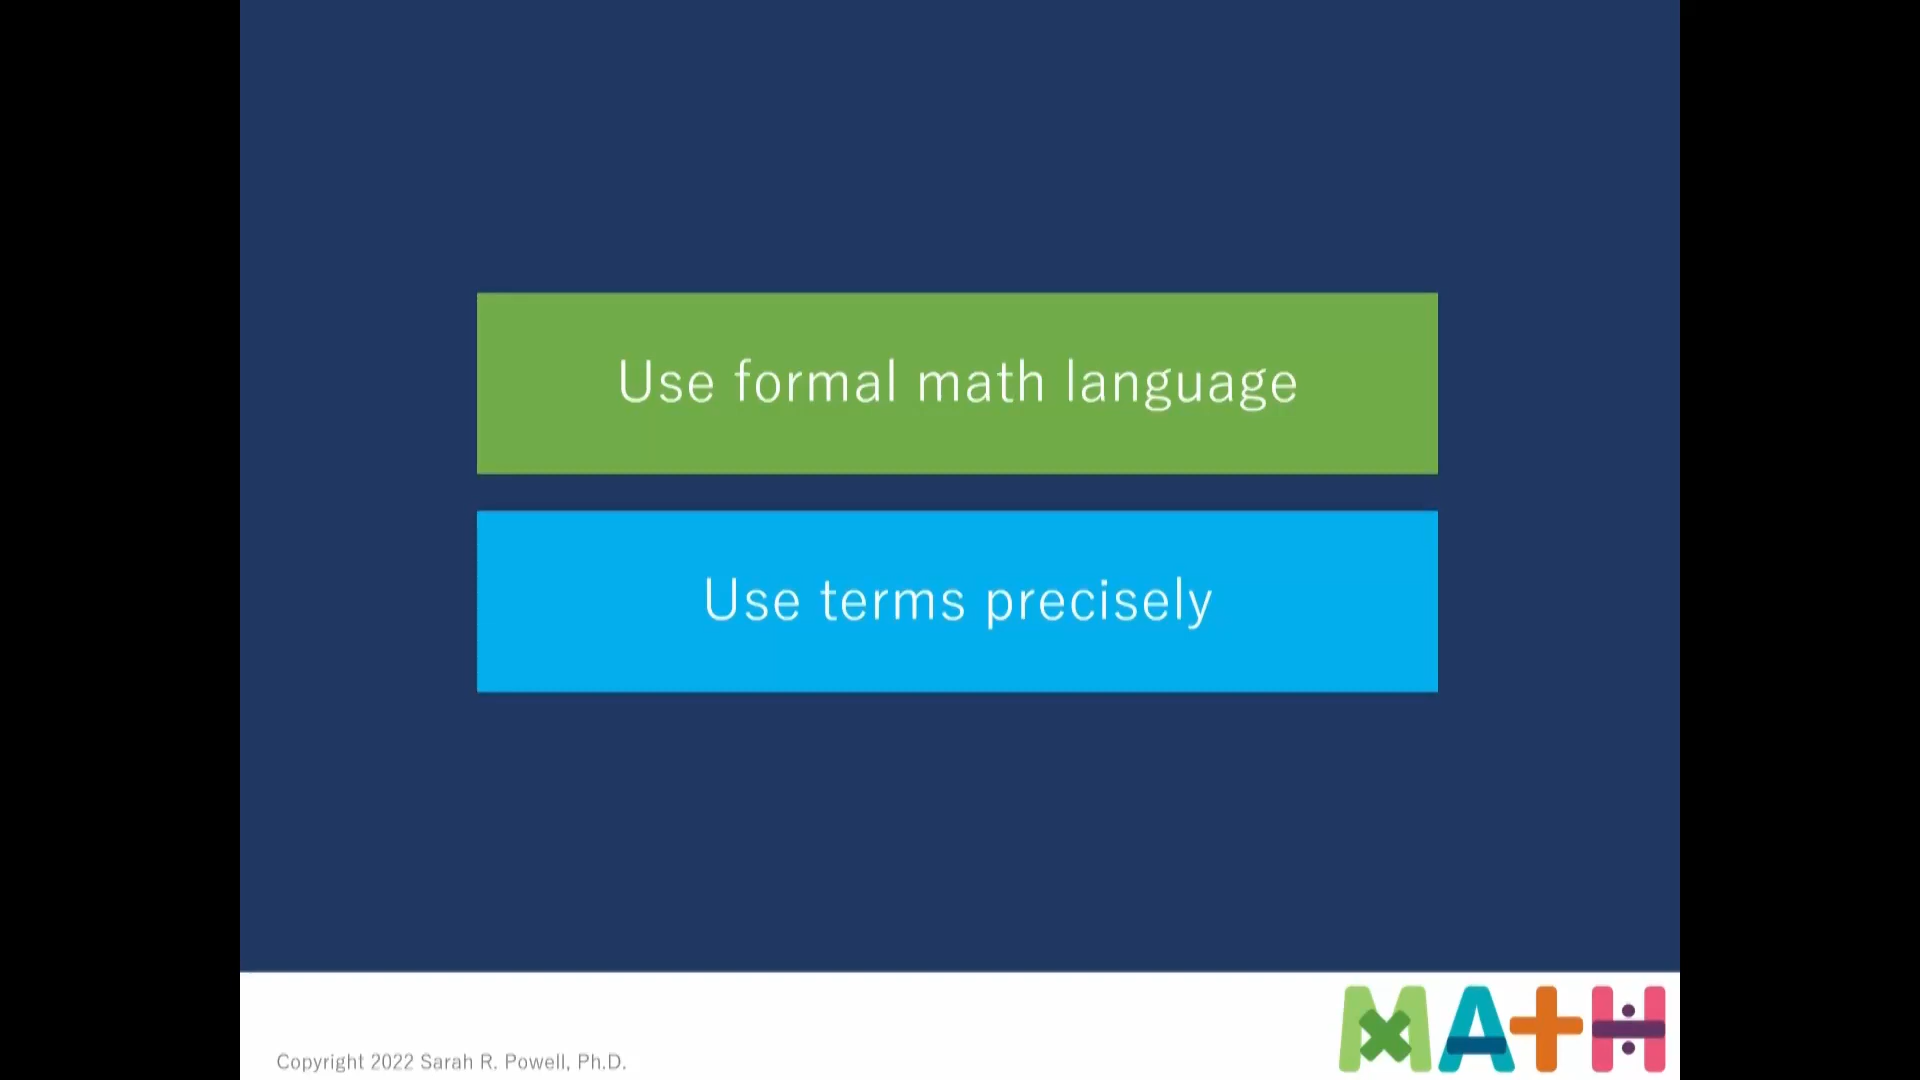 Use formal math language
Use terms precisely
Copyright 2022 Sarah R. Powell, Ph.D.
MATH